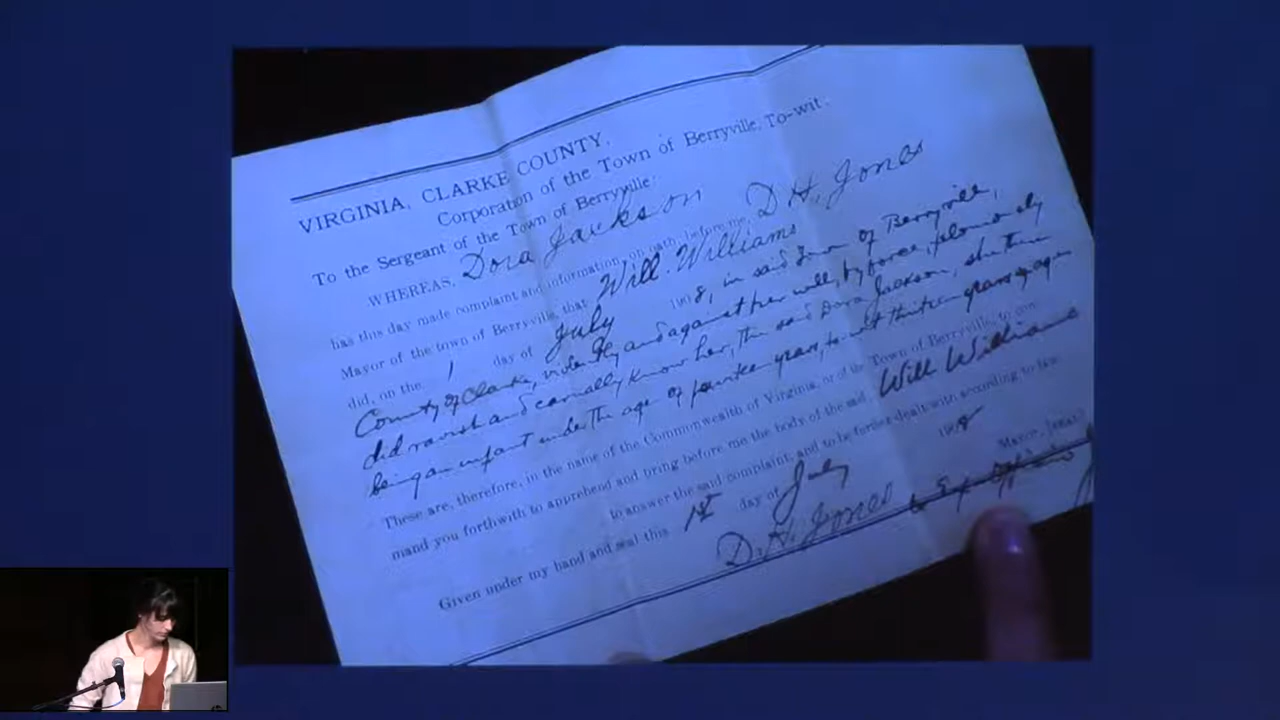 VIRGINIA, CLARKE COUNTY,
Corporation of the Town of Berryville, To-wit:
To the Sergeant of the Town of Berryville:
WHEREAS, Dora Jackson
has this day made complaint and information on oath before me, D H, Jones
Mayor of the town of Berryville, that Will. Williams
did, on the 1 day of July 1908, in said Town of Berryville,
County of Clarke, violently and against her will, by force, feloniously
did ravish and carnally know her, the said Dora Jackson, she then
being an infant under the age of fourteen years, to wit thirteen years of age
These are, therefore, in the name of the Commonwealth of Virginia, or of the Town of Berryville, to com-
mand you forthwith to apprehend and bring before me the body of the said Will Williams
to answer the said complaint, and to be further dealt with according to law.
Given under my hand and seal this 1st day of July 1908
D. H. Jones Mayor,